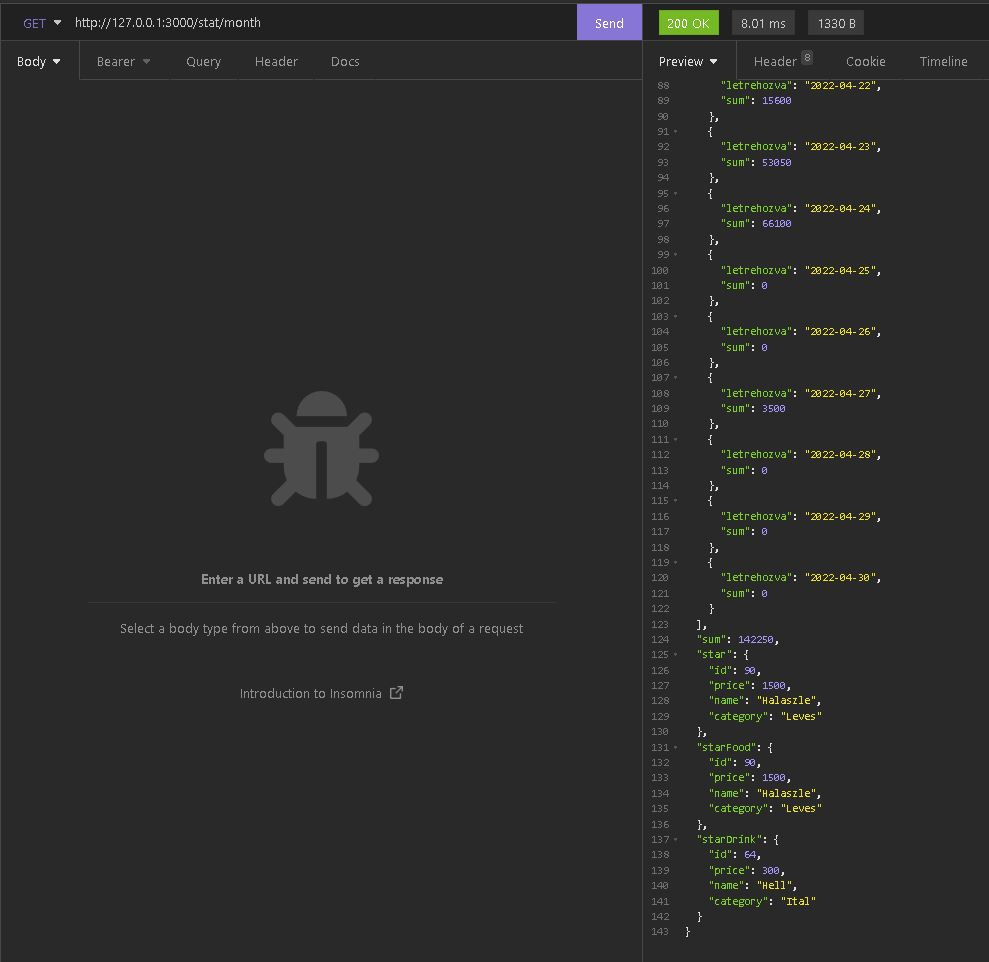 GET http://127.0.0.1:3000/stat/month Send 200 OK 8.01 ms 1330 B
Body Bearer Query Header Docs
Preview Header 8 Cookie Timeline
88 "letrehozva": "2022-04-22",
89 "sum": 15600
90 },
91 {
92 "letrehozva": "2022-04-23",
93 "sum": 53050
94 },
95 {
96 "letrehozva": "2022-04-24",
97 "sum": 66100
98 },
99 {
100 "letrehozva": "2022-04-25",
101 "sum": 0
102 },
103 {
104 "letrehozva": "2022-04-26",
105 "sum": 0
106 },
107 {
108 "letrehozva": "2022-04-27",
109 "sum": 3500
110 },
111 {
112 "letrehozva": "2022-04-28",
113 "sum": 0
114 },
115 {
116 "letrehozva": "2022-04-29",
117 "sum": 0
118 },
119 {
120 "letrehozva": "2022-04-30",
121 "sum": 0
122 }
123 ],
124 "sum": 142250,
125 "star": {
126 "id": 90,
127 "price": 1500,
128 "name": "Halaszle",
129 "category": "Leves"
130 },
131 "starFood": {
132 "id": 90,
133 "price": 1500,
134 "name": "Halaszle",
135 "category": "Leves"
136 },
137 "starDrink": {
138 "id": 64,
139 "price": 300,
140 "name": "Hell",
141 "category": "Ital"
142 }
143 }
Enter a URL and send to get a response
Select a body type from above to send data in the body of a request
Introduction to Insomnia